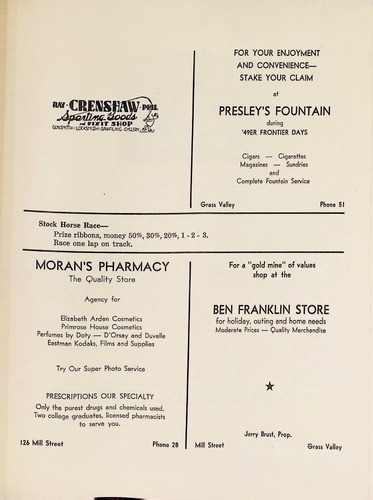 RAY · CRENSHAW · PHIL
Sporting Goods
AND FIXIT SHOP
GUNSMITH · LOCKSMITH ·
FOR YOUR ENJOYMENT
AND CONVENIENCE—
STAKE YOUR CLAIM
at
PRESLEY'S FOUNTAIN
during
'49ER FRONTIER DAYS
Cigars — Cigarettes
Magazines — Sundries
and
Complete Fountain Service
Grass Valley Phone 51
Stock Horse Race—
Prize ribbons, money 50%, 30%, 20%, 1 - 2 - 3.
Race one lap on track.
MORAN'S PHARMACY
The Quality Store
Agency for
Elizabeth Arden Cosmetics
Primrose House Cosmetics
Perfumes by Doty — D'Orsay and Duvelle
Eastman Kodaks, Films and Supplies
Try Our Super Photo Service
PRESCRIPTIONS OUR SPECIALTY
Only the purest drugs and chemicals used.
Two college graduates, licensed pharmacists
to serve you.
126 Mill Street Phone 28
For a "gold mine" of values
shop at the
BEN FRANKLIN STORE
for holiday, outing and home needs
Moderate Prices — Quality Merchandise
Jerry Brust, Prop.
Mill Street Grass Valley